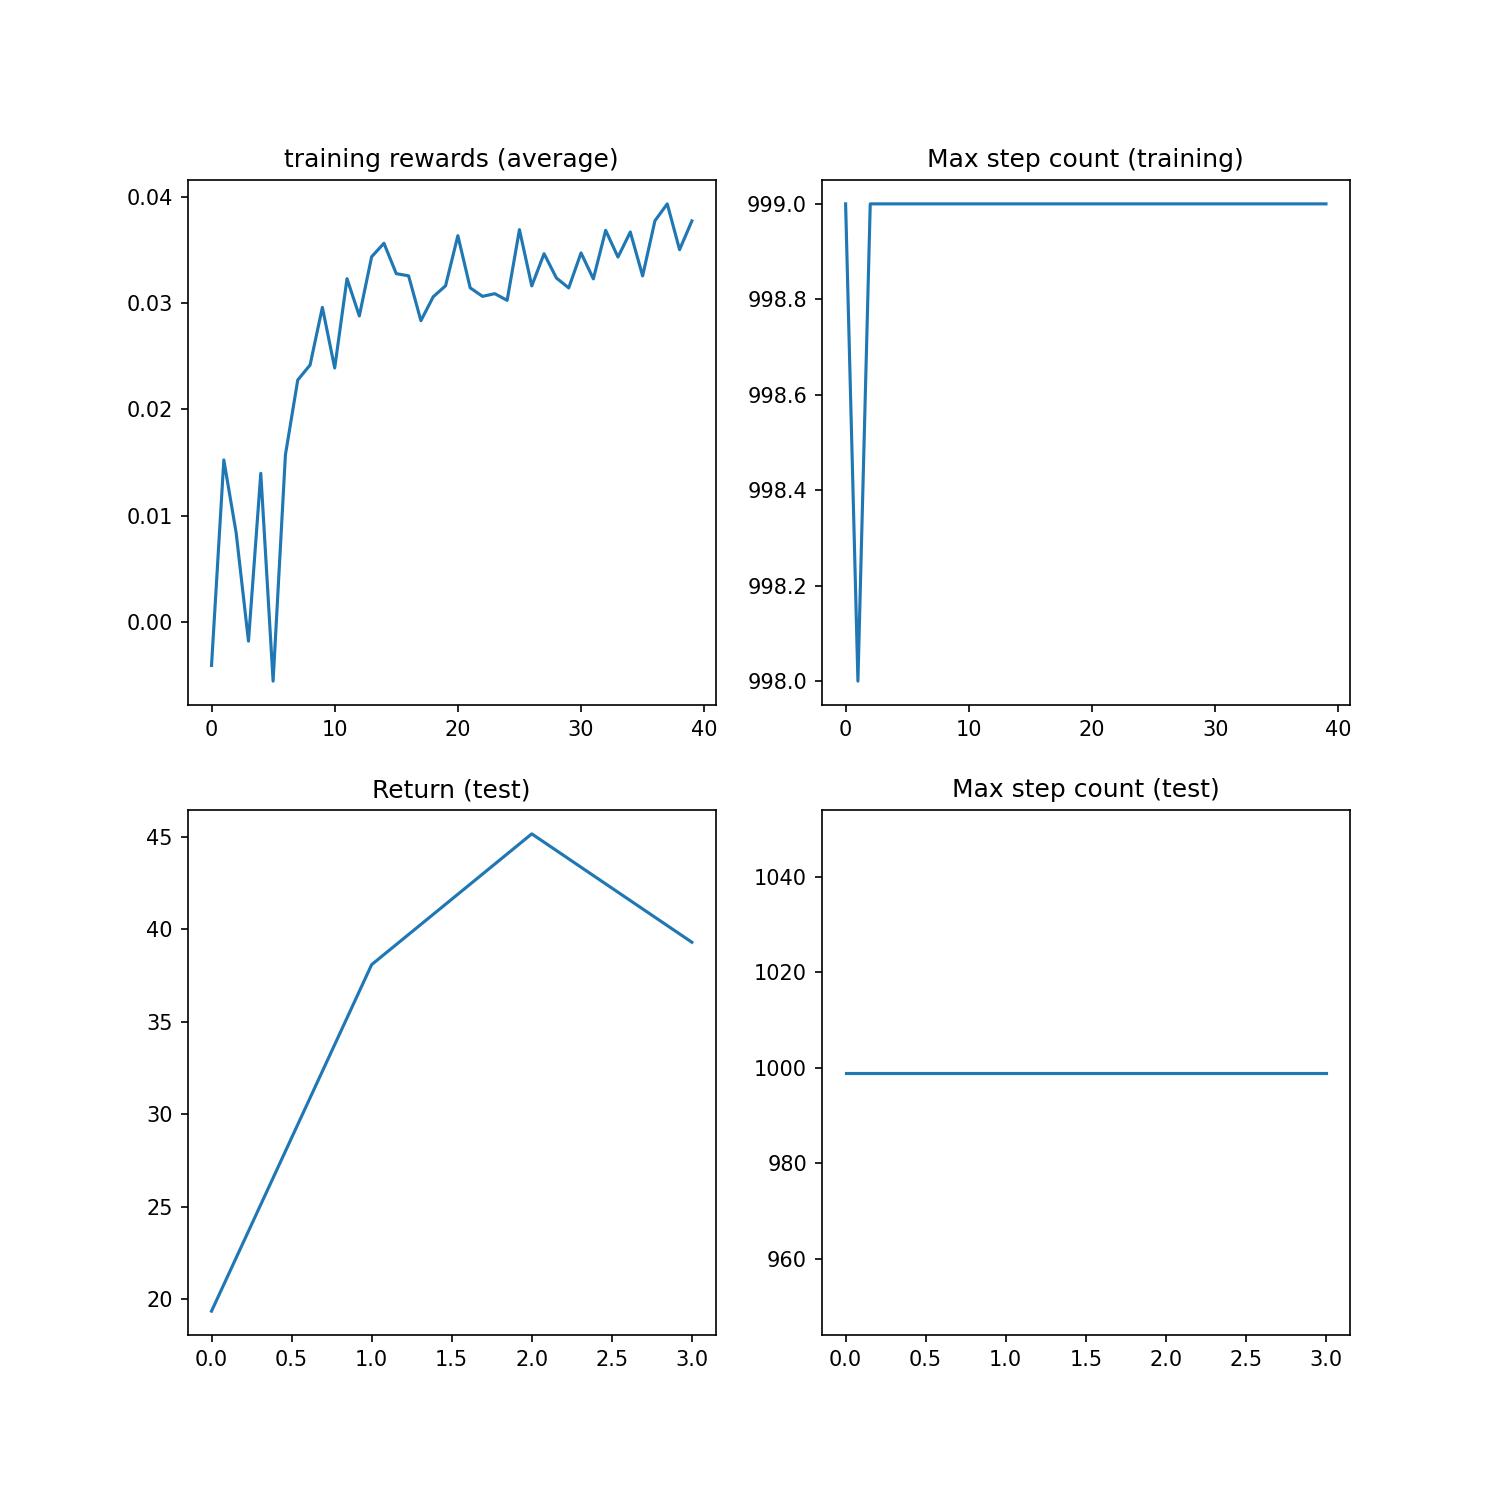 training rewards (average)
0.04
0.03
0.02
0.01
0.00
0 10 20 30 40
Max step count (training)
999.0
998.8
998.6
998.4
998.2
998.0
0 10 20 30 40
Return (test)
45
40
35
30
25
20
0.0 0.5 1.0 1.5 2.0 2.5 3.0
Max step count (test)
1040
1020
1000
980
960
0.0 0.5 1.0 1.5 2.0 2.5 3.0